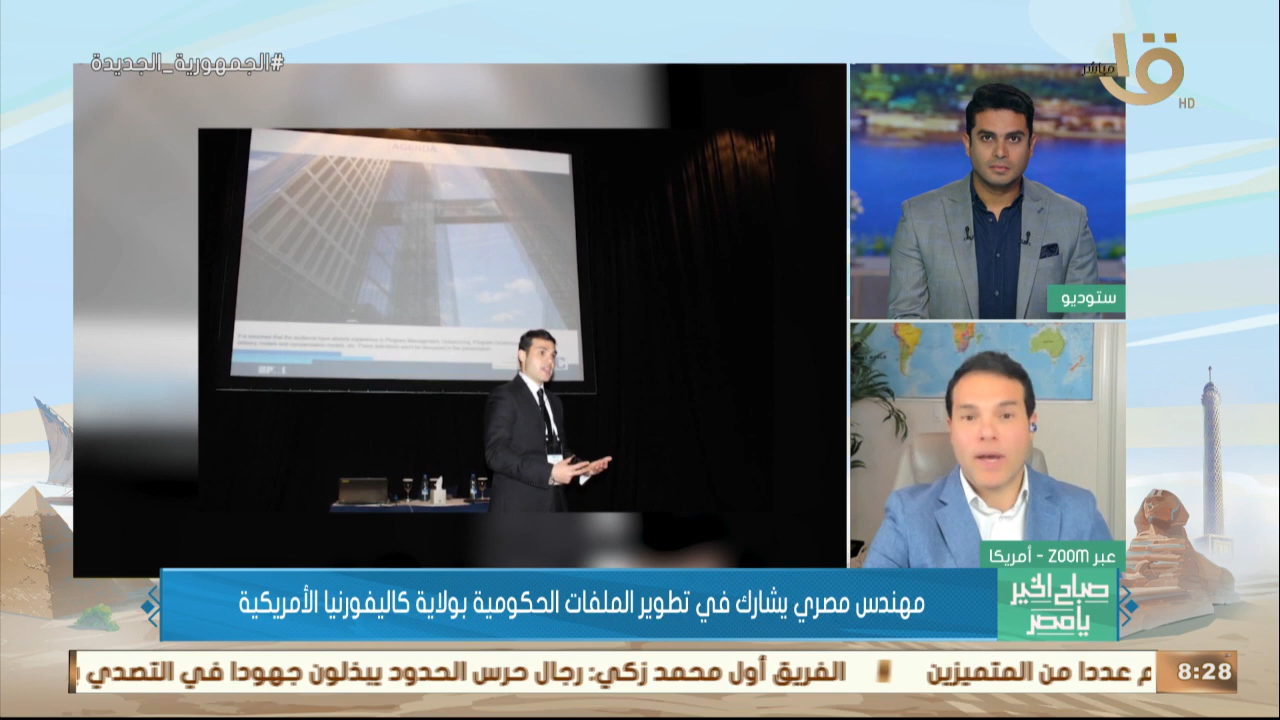 #الجمهورية_الجديدة
مباشر
HD
AGENDA
ستوديو
عبر ZOOM - أمريكا
صباح الخير
يا مصر
مهندس مصري يشارك في تطوير الملفات الحكومية بولاية كاليفورنيا الأمريكية
م عددا من المتميزين الفريق أول محمد زكي: رجال حرس الحدود يبذلون جهودا في التصدي
8:28